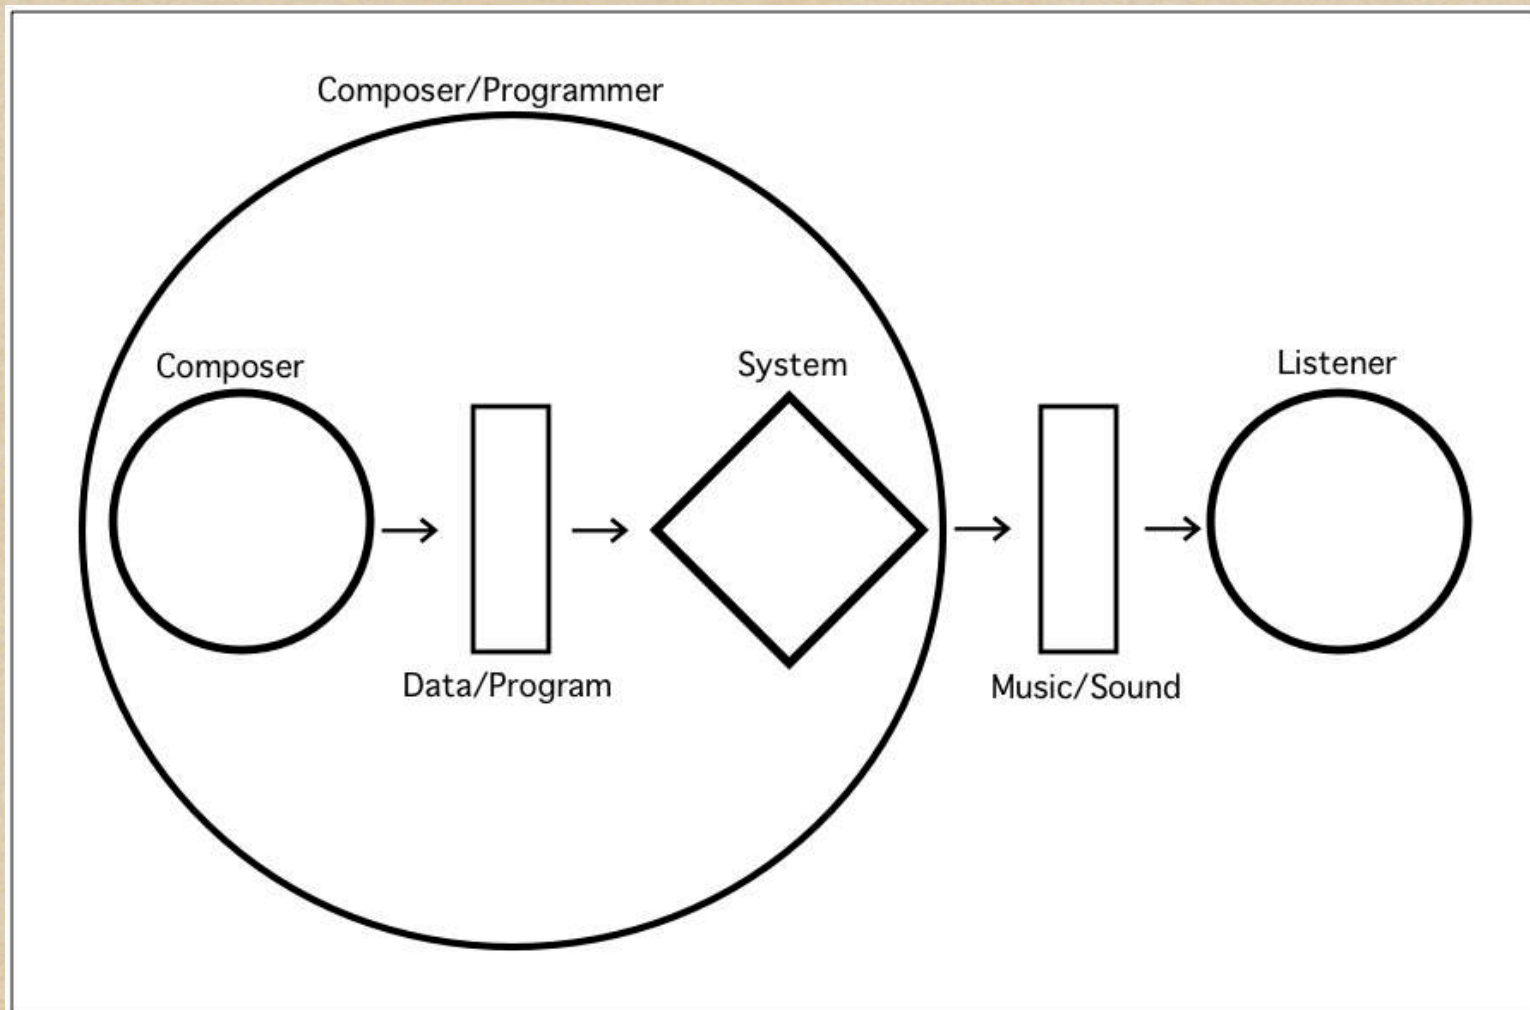 Composer/Programmer
Composer
System
Listener
Data/Program
Music/Sound